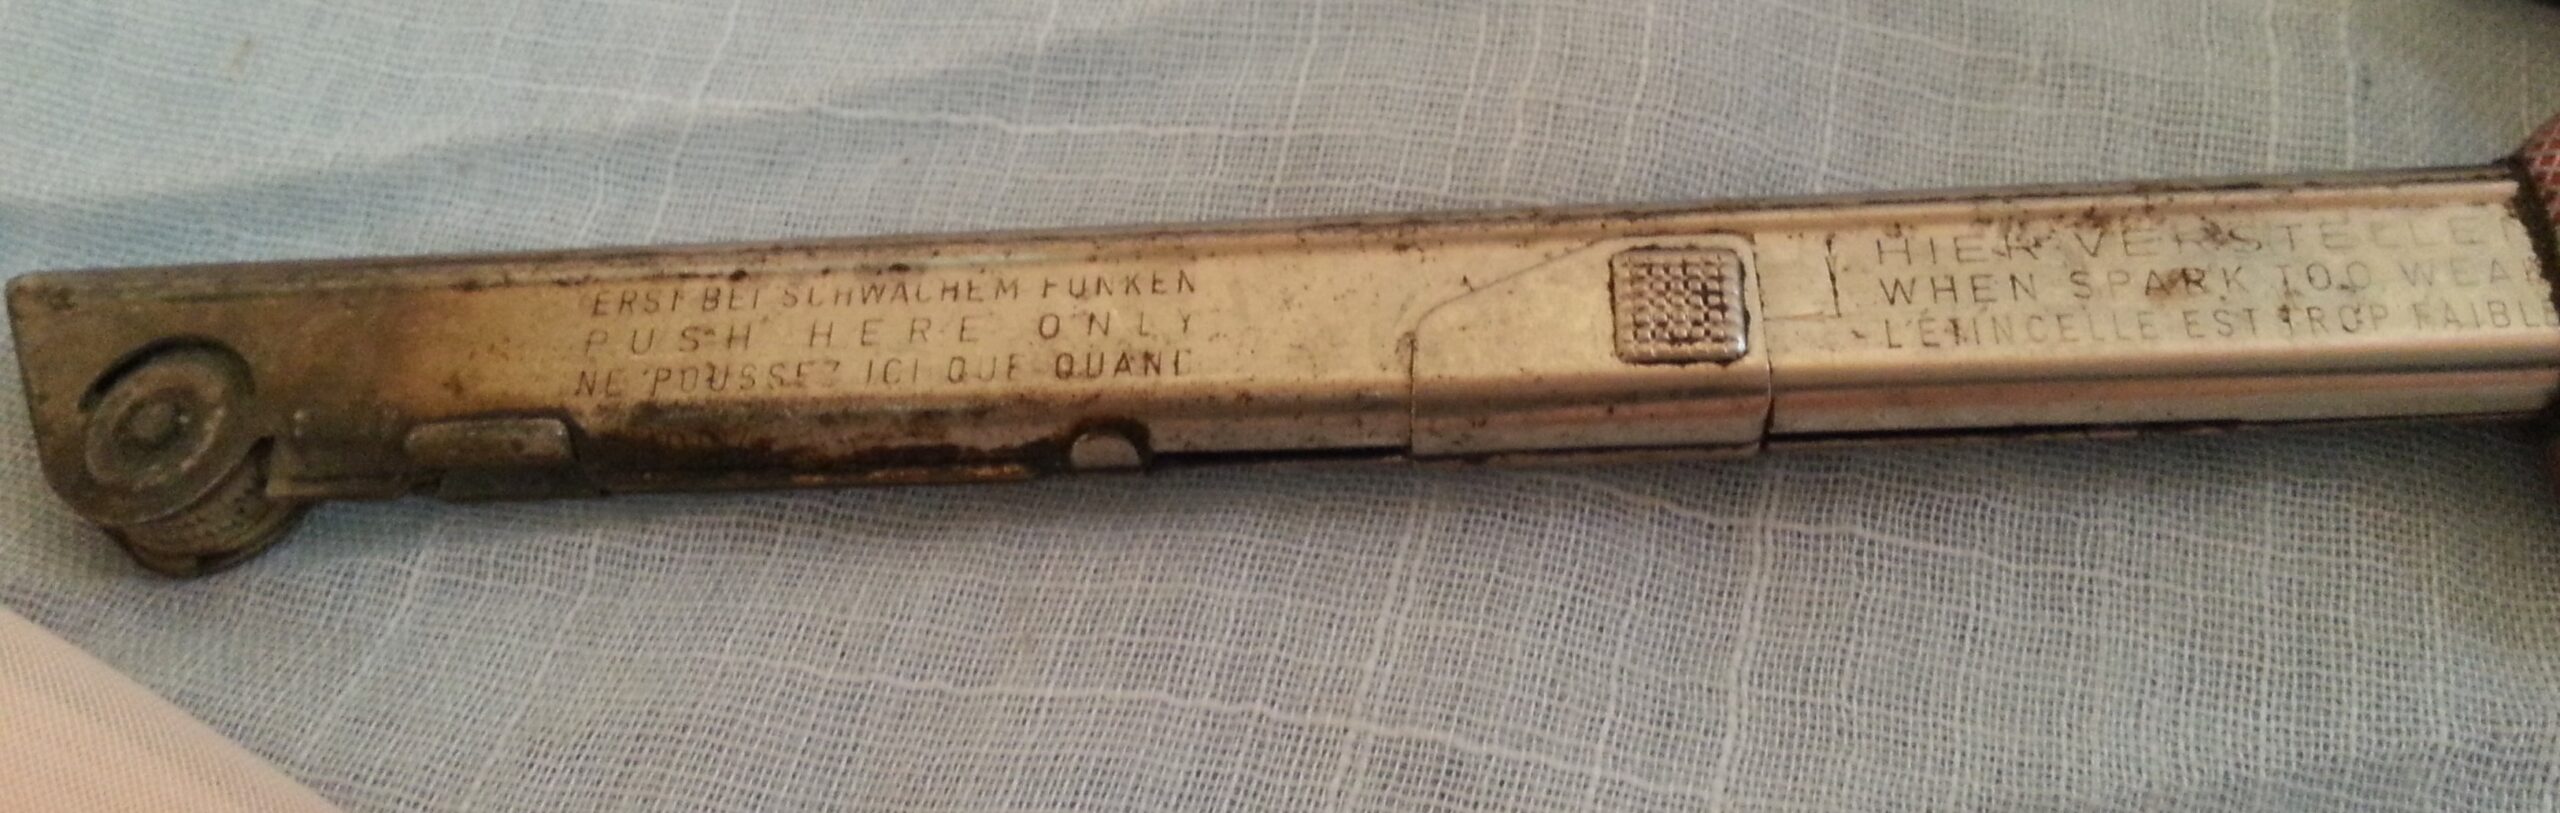 ERST BEI SCHWACHEM FUNKEN
PUSH HERE ONLY
NE POUSSEZ ICI QUE QUAND
HIER VERSTELLEN
WHEN SPARK TOO WEAK
L'ETINCELLE EST TROP FAIBLE